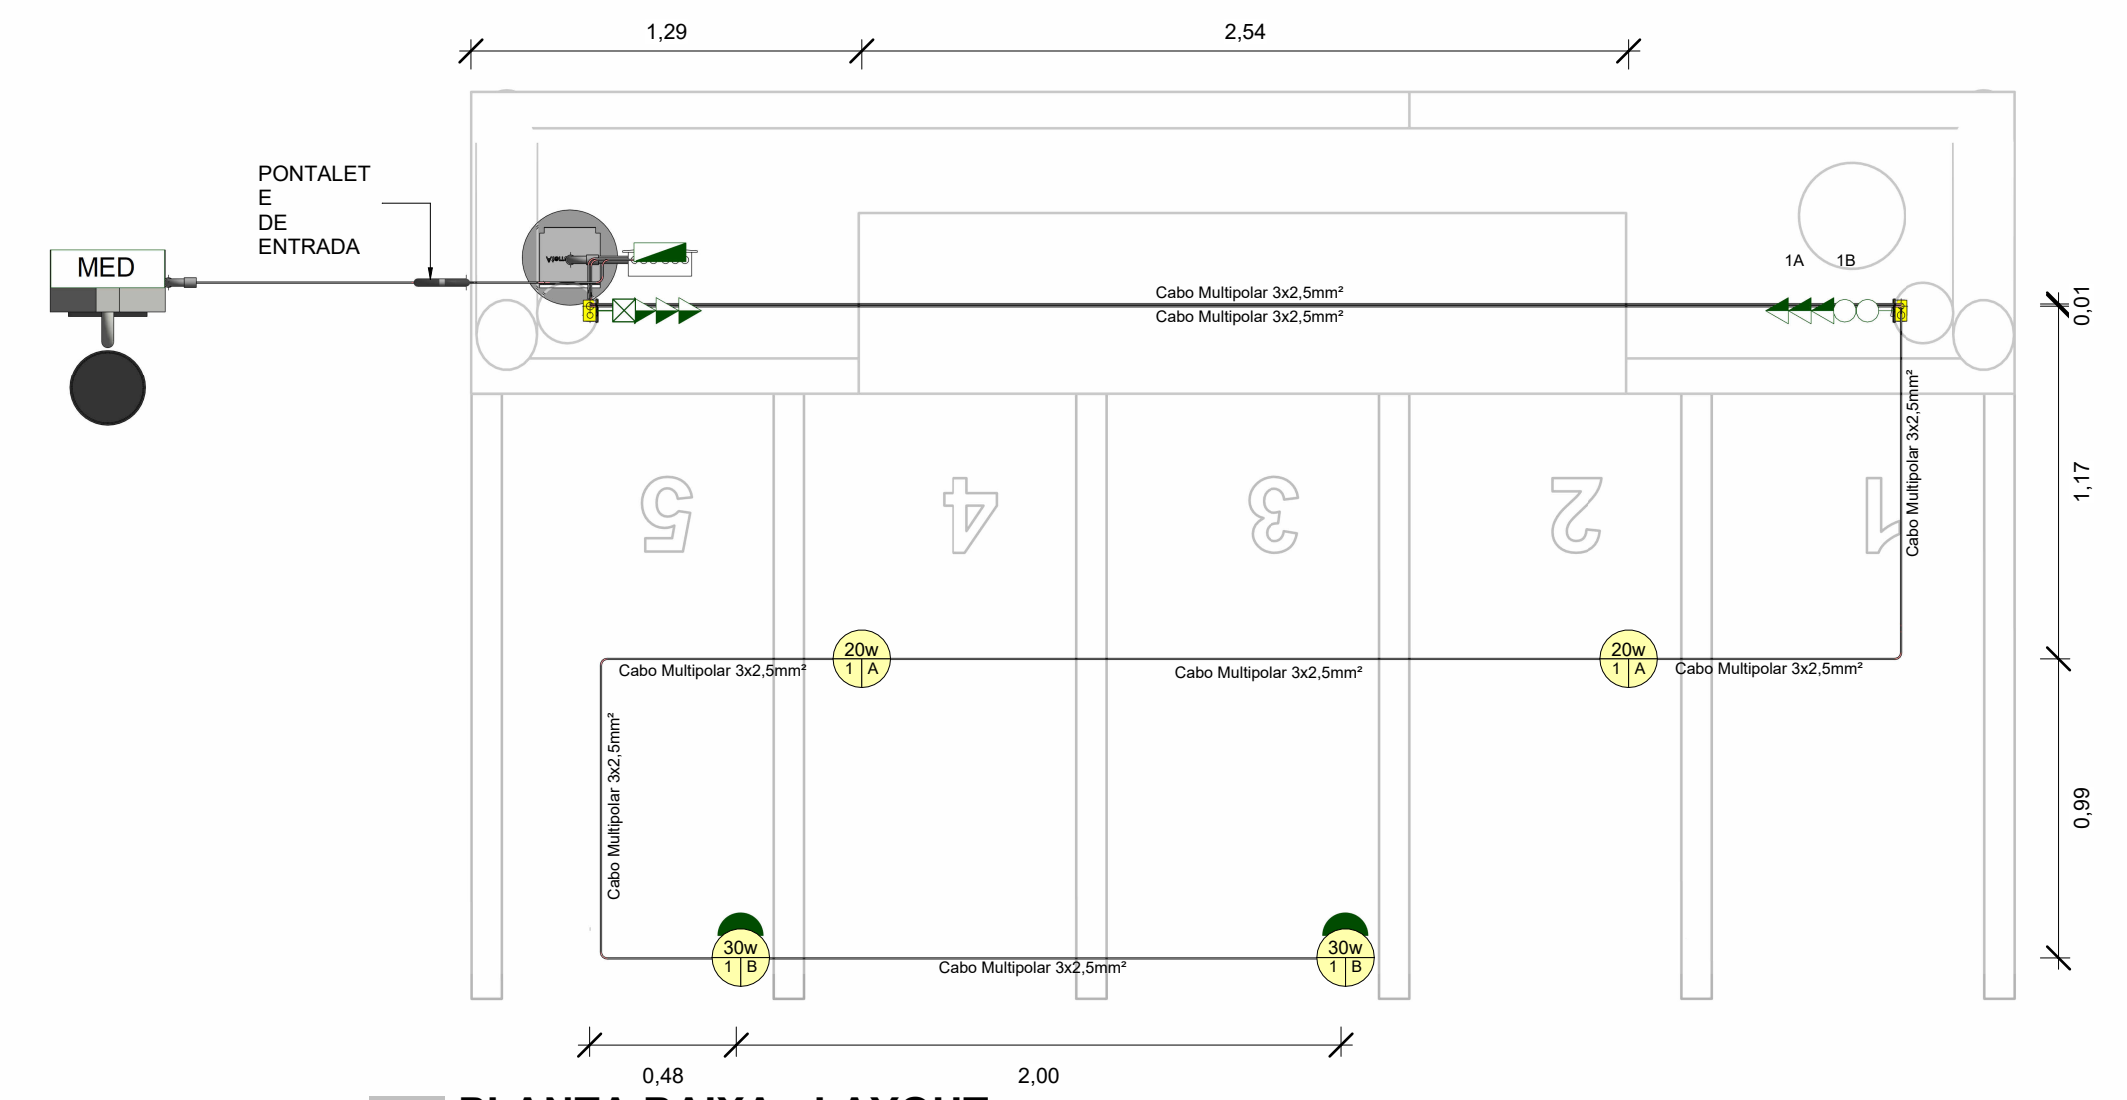 1,29
2,54
PONTALET
E
DE
ENTRADA
MED
1A
1B
Cabo Multipolar 3x2,5mm²
Cabo Multipolar 3x2,5mm²
0,01
Cabo Multipolar 3x2,5mm²
1,17
5
4
3
2
1
20w
1 A
20w
1 A
Cabo Multipolar 3x2,5mm²
Cabo Multipolar 3x2,5mm²
Cabo Multipolar 3x2,5mm²
Cabo Multipolar 3x2,5mm²
0,99
30w
1 B
30w
1 B
Cabo Multipolar 3x2,5mm²
0,48
2,00
PLANTA BAIXA - LAYOUT